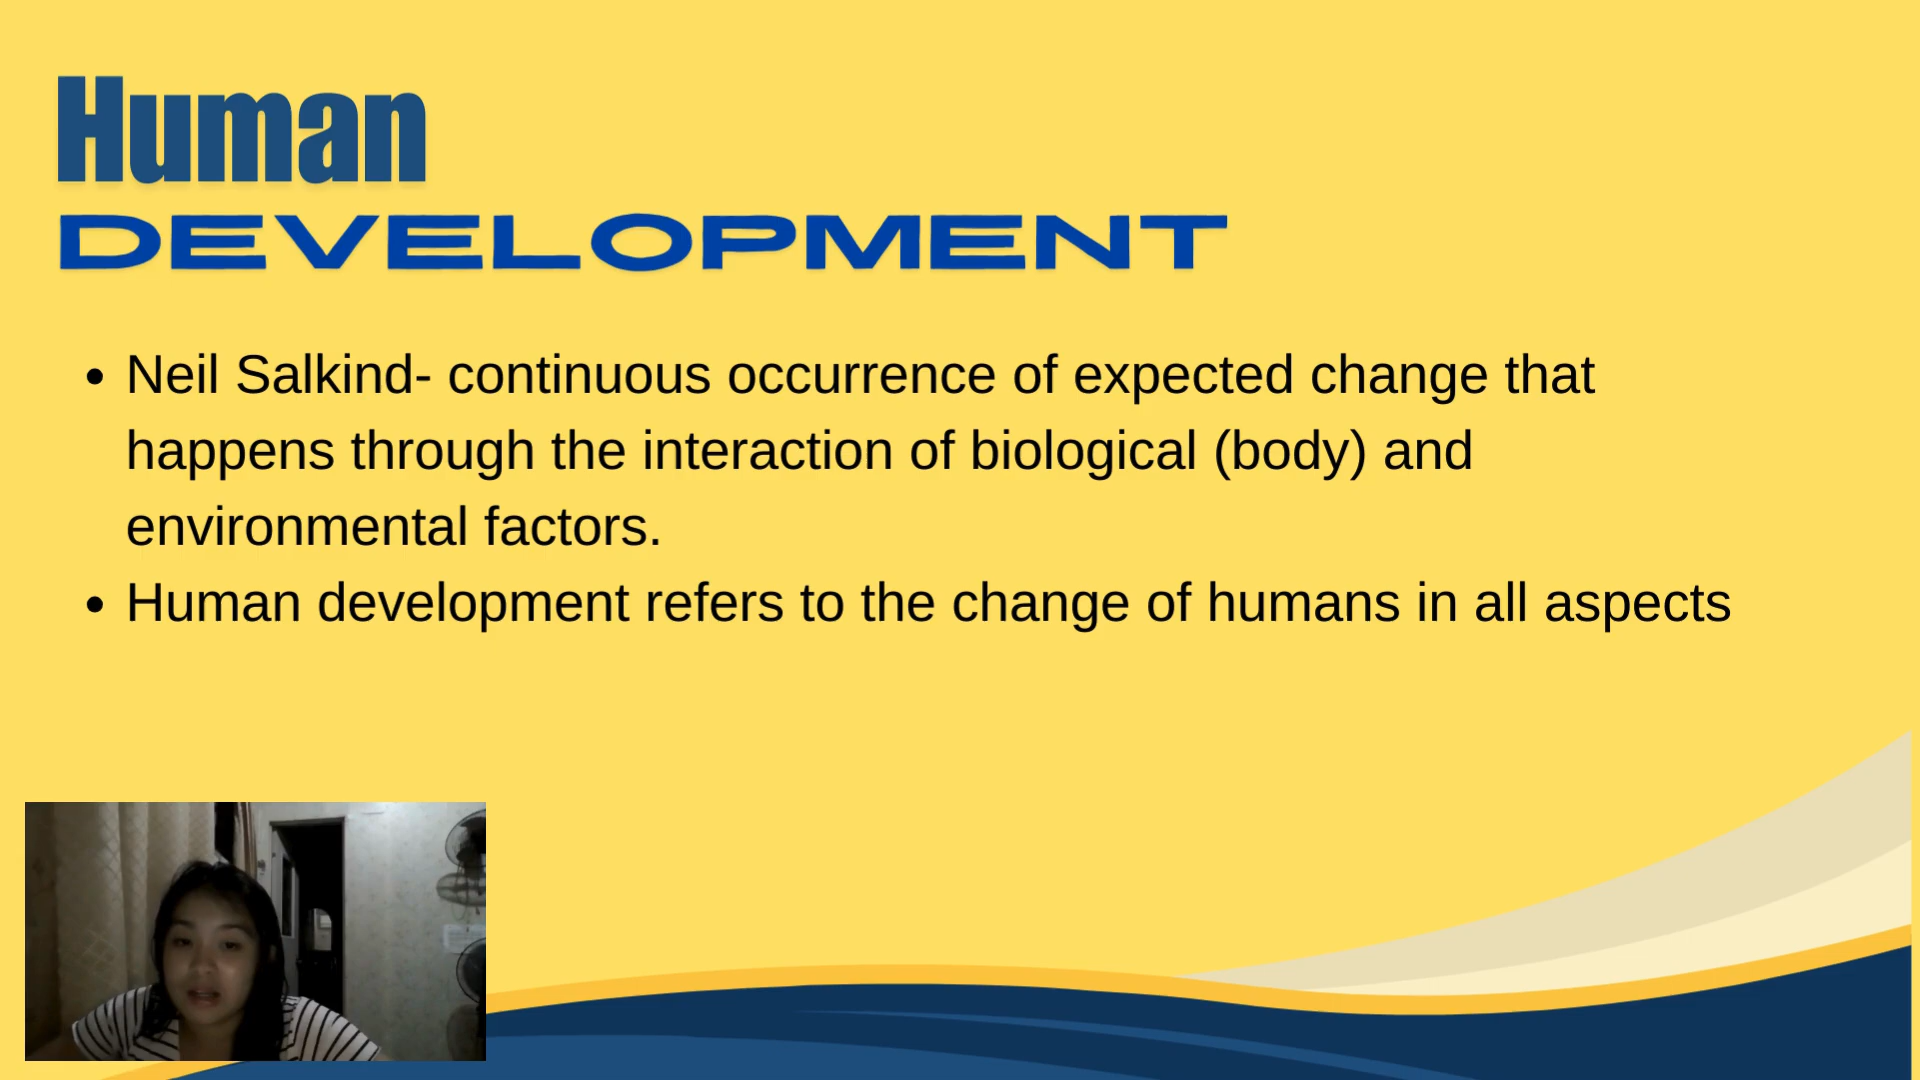 Human
DEVELOPMENT
• Neil Salkind- continuous occurrence of expected change that
happens through the interaction of biological (body) and
environmental factors.
• Human development refers to the change of humans in all aspects